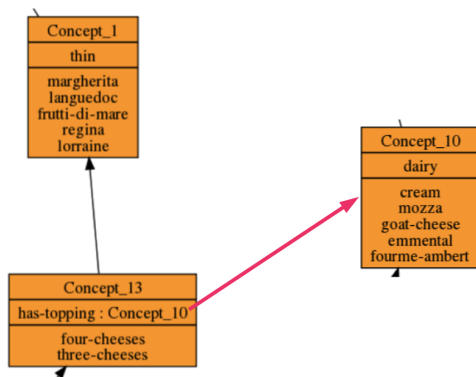 Concept_1
thin
margherita
languedoc
frutti-di-mare
regina
lorraine
Concept_10
dairy
cream
mozza
goat-cheese
emmental
fourme-ambert
Concept_13
has-topping : Concept_10
four-cheeses
three-cheeses